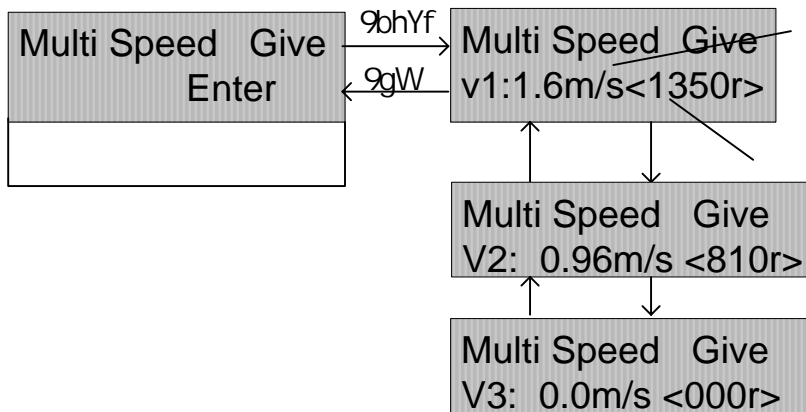 Multi Speed Give
Enter
9bhYf
9gW
Multi Speed Give
v1:1.6m/s<1350r>
Multi Speed Give
V2: 0.96m/s <810r>
Multi Speed Give
V3: 0.0m/s <000r>